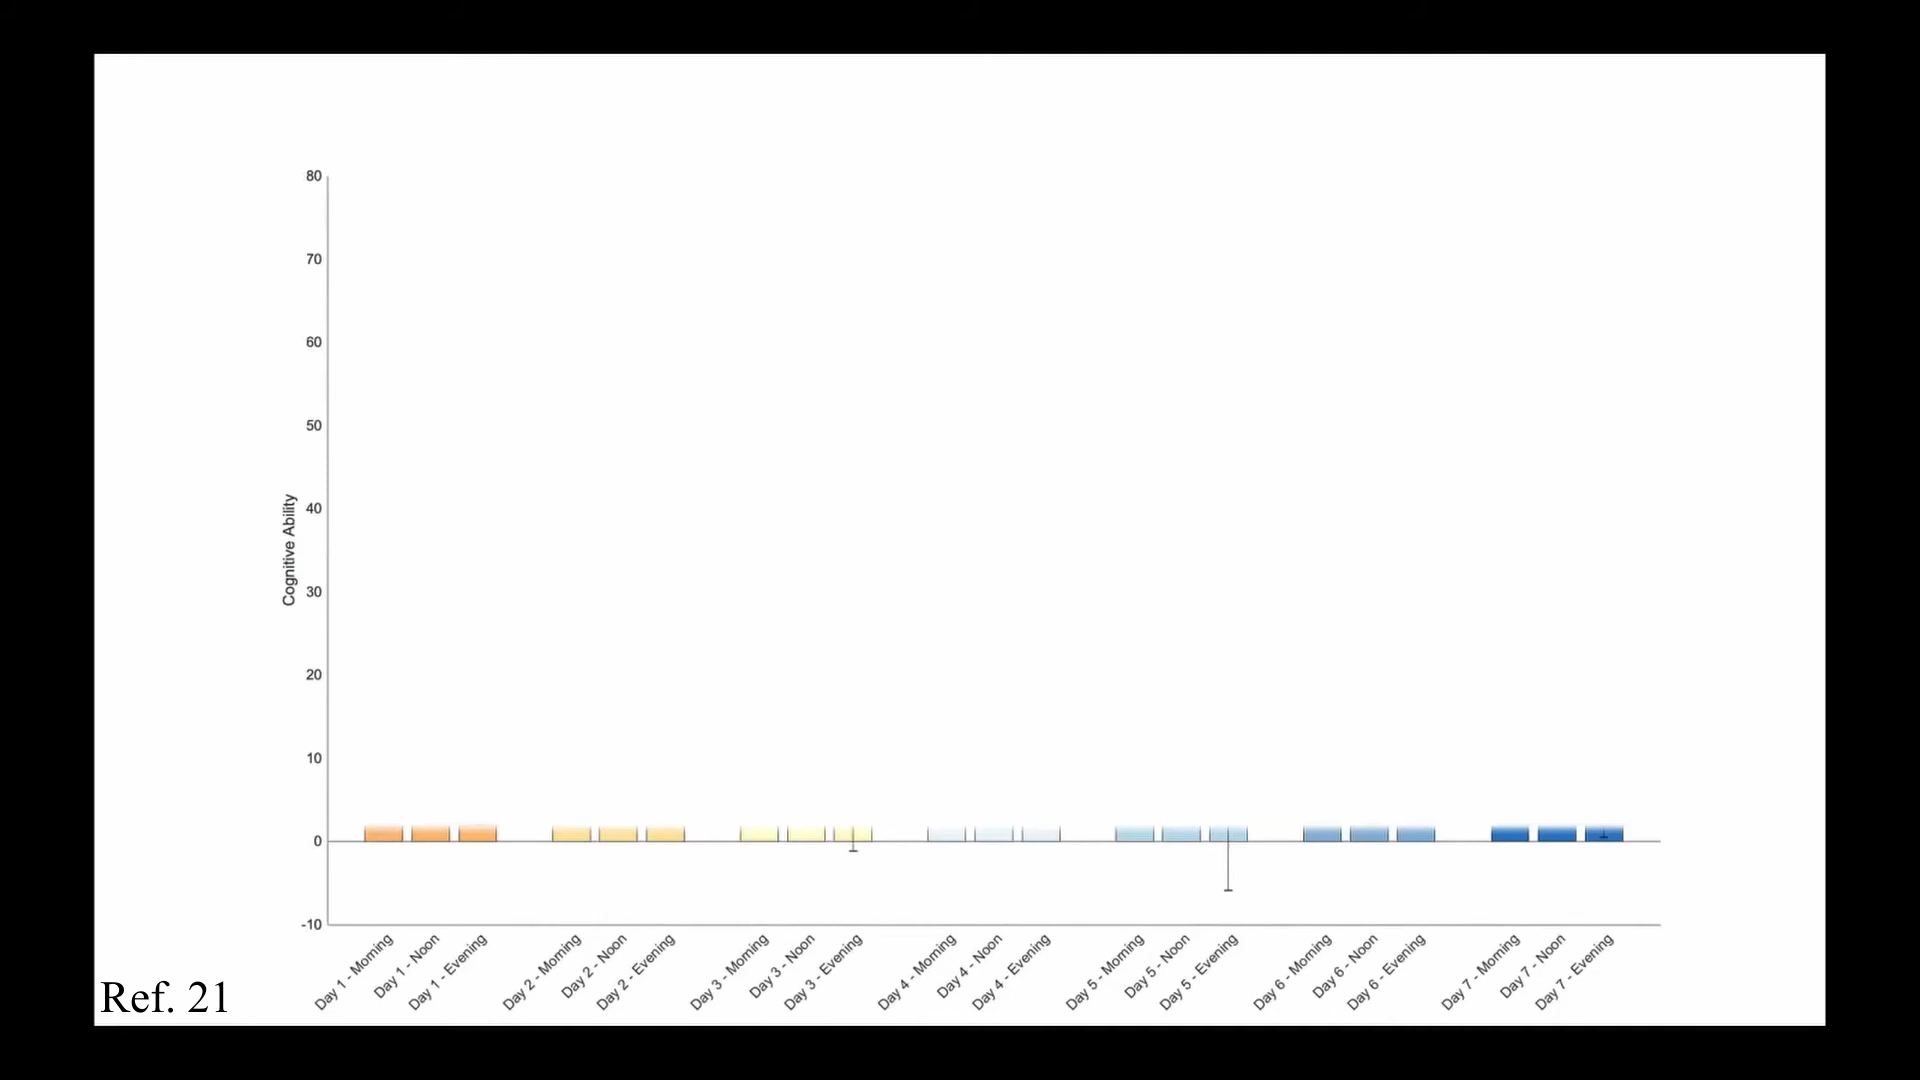 80
70
60
50
40
30
20
10
0
-10
Cognitive Ability
Day 1 - Morning
Day 1 - Noon
Day 1 - Evening
Day 2 - Morning
Day 2 - Noon
Day 2 - Evening
Day 3 - Morning
Day 3 - Noon
Day 3 - Evening
Day 4 - Morning
Day 4 - Noon
Day 4 - Evening
Day 5 - Morning
Day 5 - Noon
Day 5 - Evening
Day 6 - Morning
Day 6 - Noon
Day 6 - Evening
Day 7 - Morning
Day 7 - Noon
Day 7 - Evening
Ref. 21